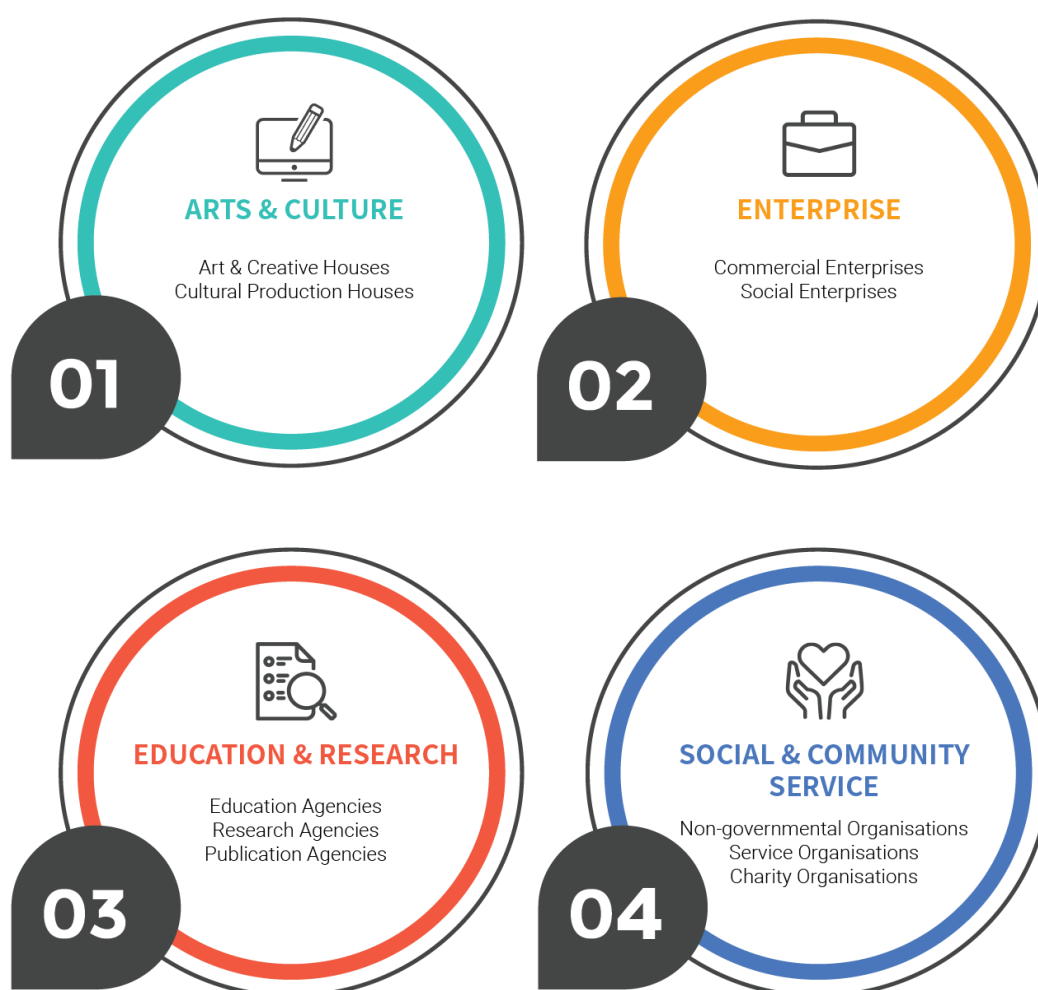 ARTS & CULTURE
Art & Creative Houses
Cultural Production Houses
01
ENTERPRISE
Commercial Enterprises
Social Enterprises
02
EDUCATION & RESEARCH
Education Agencies
Research Agencies
Publication Agencies
03
SOCIAL & COMMUNITY
SERVICE
Non-governmental Organisations
Service Organisations
Charity Organisations
04